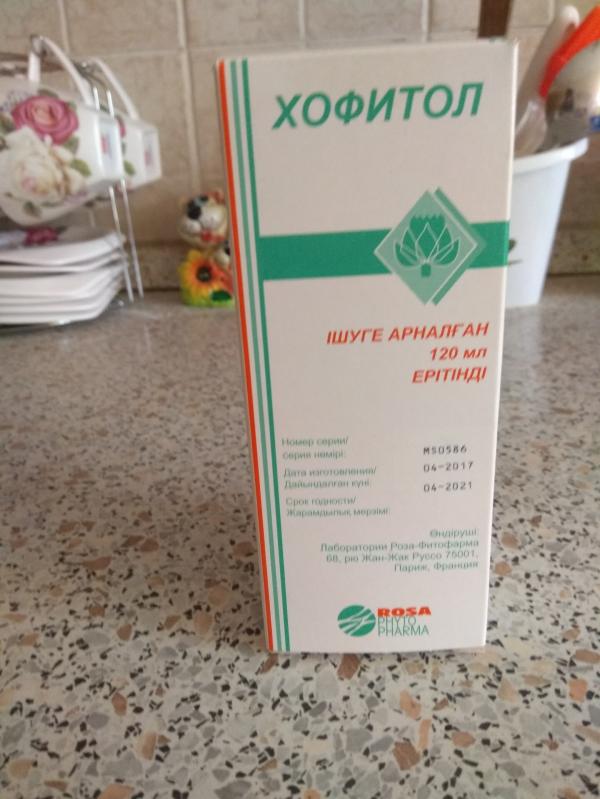 ХОФИТОЛ
ІШУГЕ АРНАЛҒАН
120 мл
ЕРІТІНДІ
Номер серии/
серия нөмірі:
MS0586
Дата изготовления/
Дайындалған күні:
04-2017
Срок годности/
Жарамдылық мерзімі:
04-2021
Өндіруші:
Лаборатории Роза-Фитофарма
68, рю Жан-Жак Руссо 75001,
Париж, Франция
ROSA
PHYTO
PHARMA